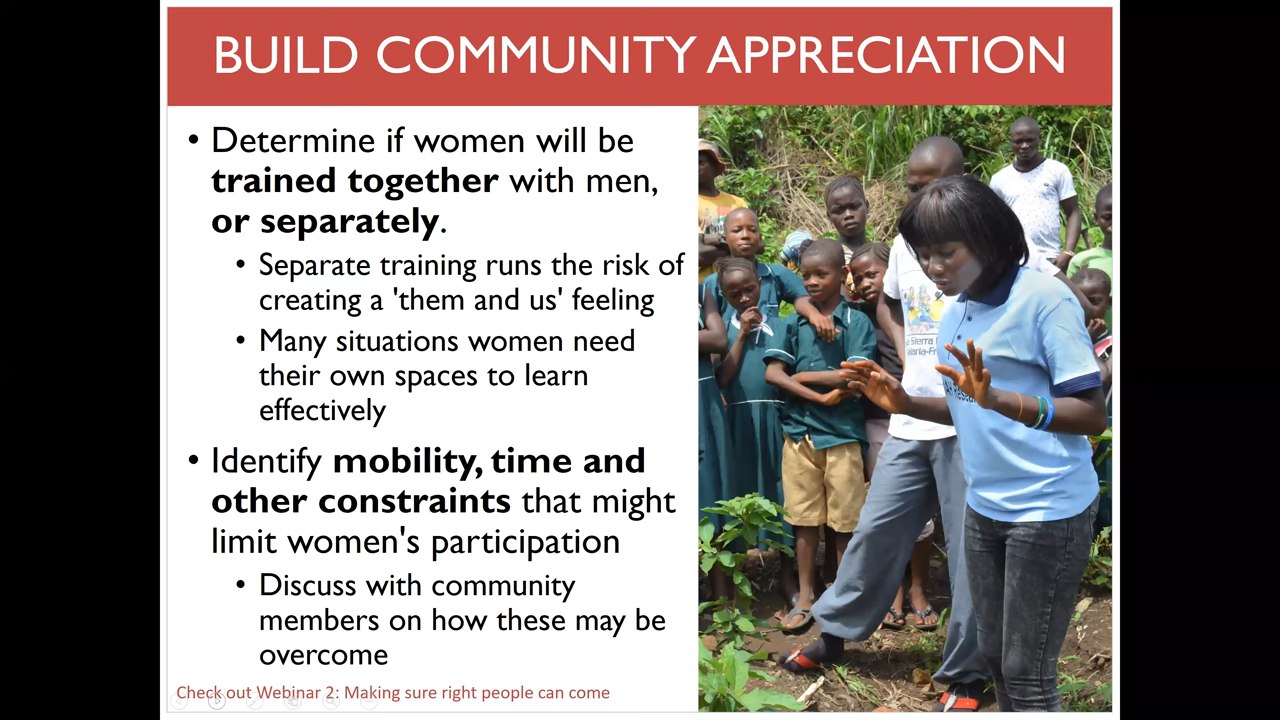 BUILD COMMUNITY APPRECIATION
• Determine if women will be
trained together with men,
or separately.
• Separate training runs the risk of
creating a 'them and us' feeling
• Many situations women need
their own spaces to learn
effectively
• Identify mobility, time and
other constraints that might
limit women's participation
• Discuss with community
members on how these may be
overcome
Check out Webinar 2: Making sure right people can come
Sierra